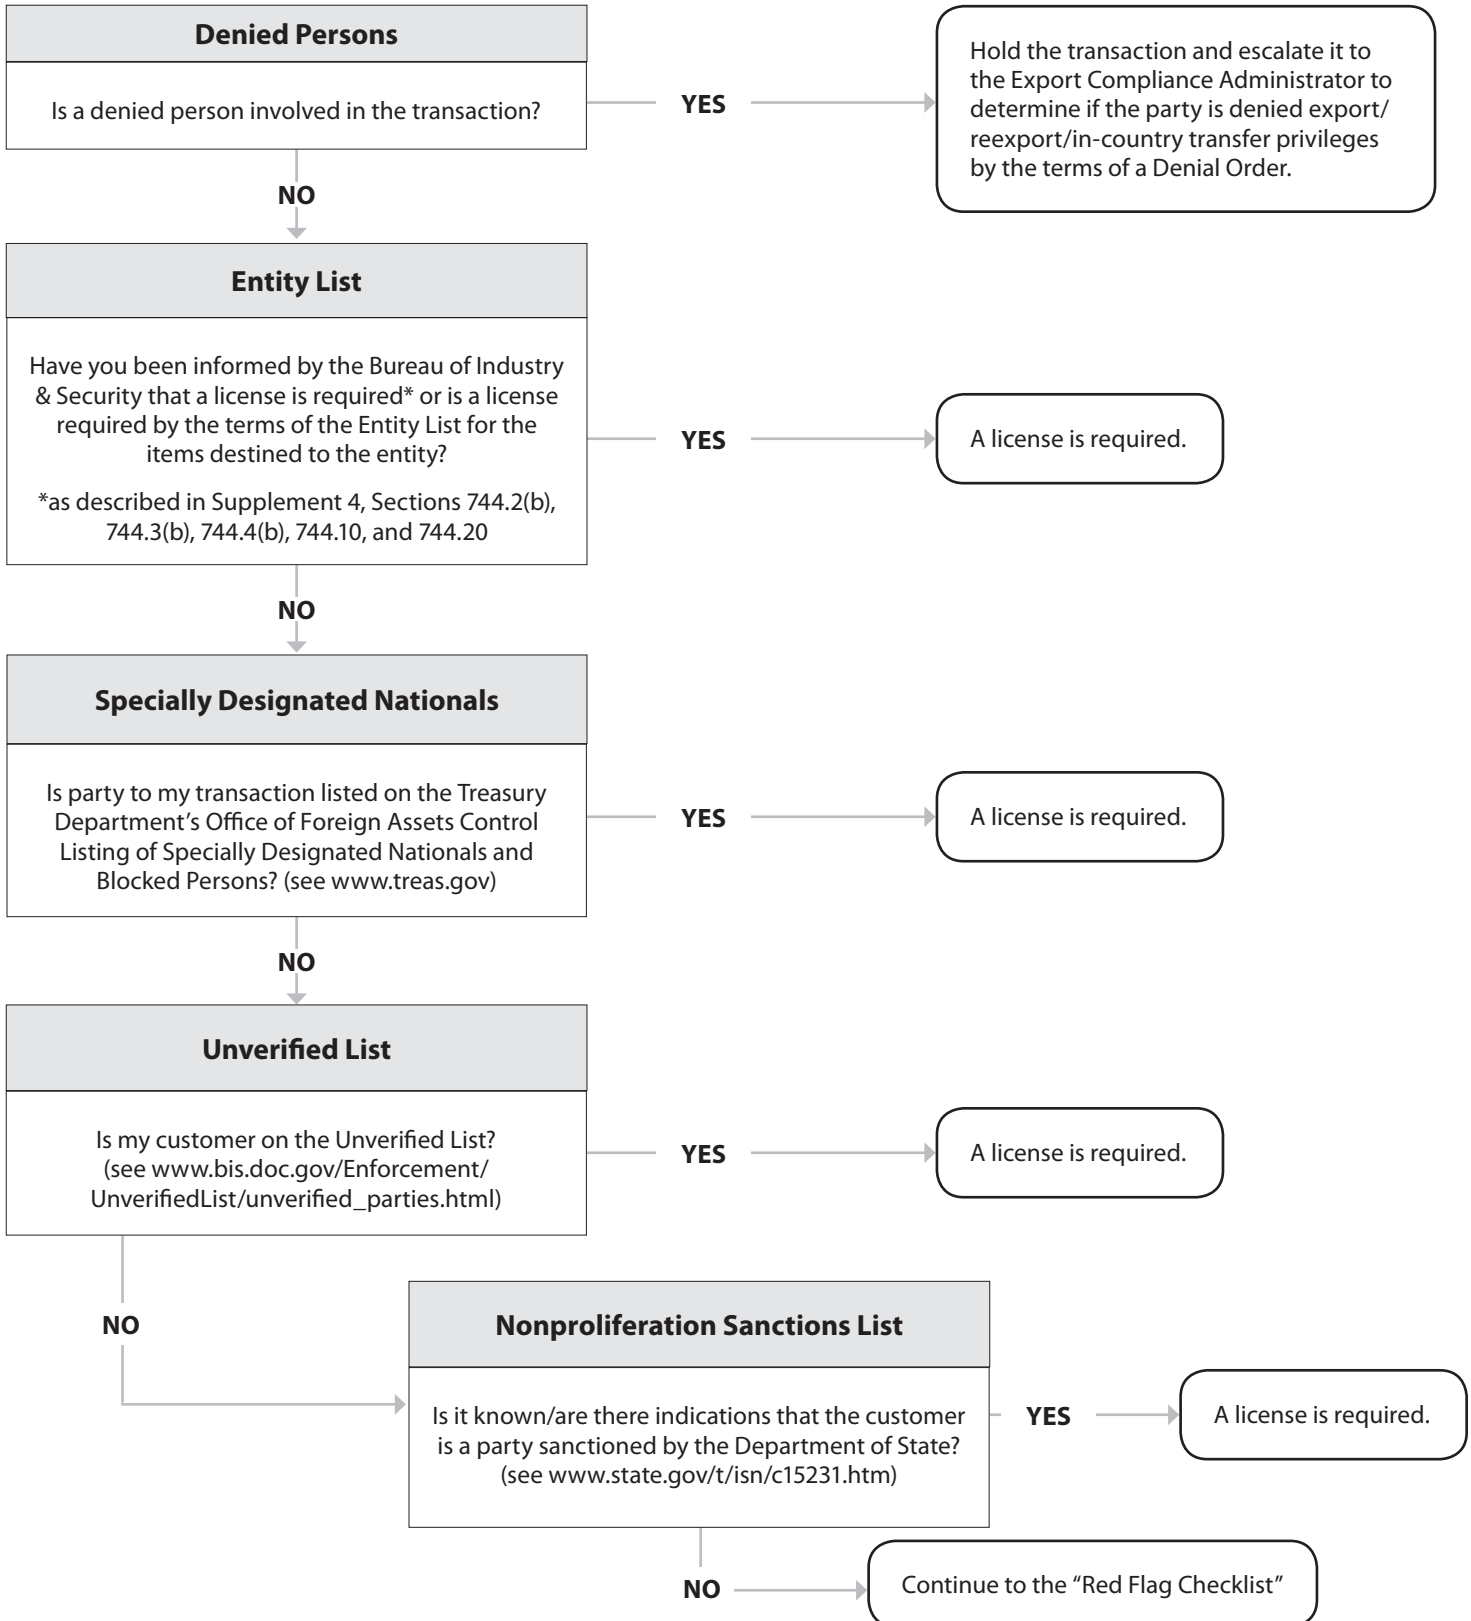 Denied Persons
Is a denied person involved in the transaction?
YES
Hold the transaction and escalate it to
the Export Compliance Administrator to
determine if the party is denied export/
reexport/in-country transfer privileges
by the terms of a Denial Order.
NO
Entity List
Have you been informed by the Bureau of Industry
& Security that a license is required* or is a license
required by the terms of the Entity List for the
items destined to the entity?
*as described in Supplement 4, Sections 744.2(b),
744.3(b), 744.4(b), 744.10, and 744.20
YES
A license is required.
NO
Specially Designated Nationals
Is party to my transaction listed on the Treasury
Department’s Office of Foreign Assets Control
Listing of Specially Designated Nationals and
Blocked Persons? (see www.treas.gov)
YES
A license is required.
NO
Unverified List
Is my customer on the Unverified List?
(see www.bis.doc.gov/Enforcement/
UnverifiedList/unverified_parties.html)
YES
A license is required.
NO
Nonproliferation Sanctions List
Is it known/are there indications that the customer
is a party sanctioned by the Department of State?
(see www.state.gov/t/isn/c15231.htm)
YES
A license is required.
NO
Continue to the “Red Flag Checklist”